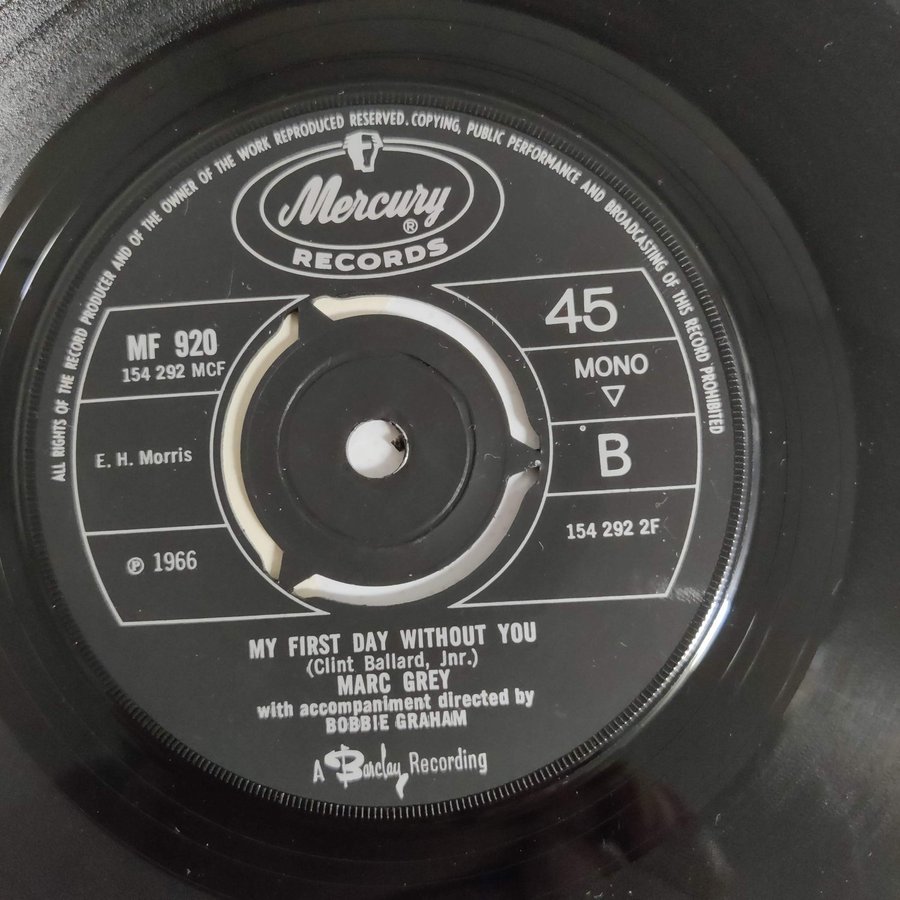 ALL RIGHTS OF THE RECORD PRODUCER AND OF THE OWNER OF THE WORK REPRODUCED RESERVED. COPYING, PUBLIC PERFORMANCE AND BROADCASTING OF THIS RECORD PROHIBITED
Mercury ®
RECORDS
MF 920
154 292 MCF
E. H. Morris
℗ 1966
45
MONO
B
154 292 2F
MY FIRST DAY WITHOUT YOU
(Clint Ballard, Jnr.)
MARC GREY
with accompaniment directed by
BOBBIE GRAHAM
A Barclay Recording